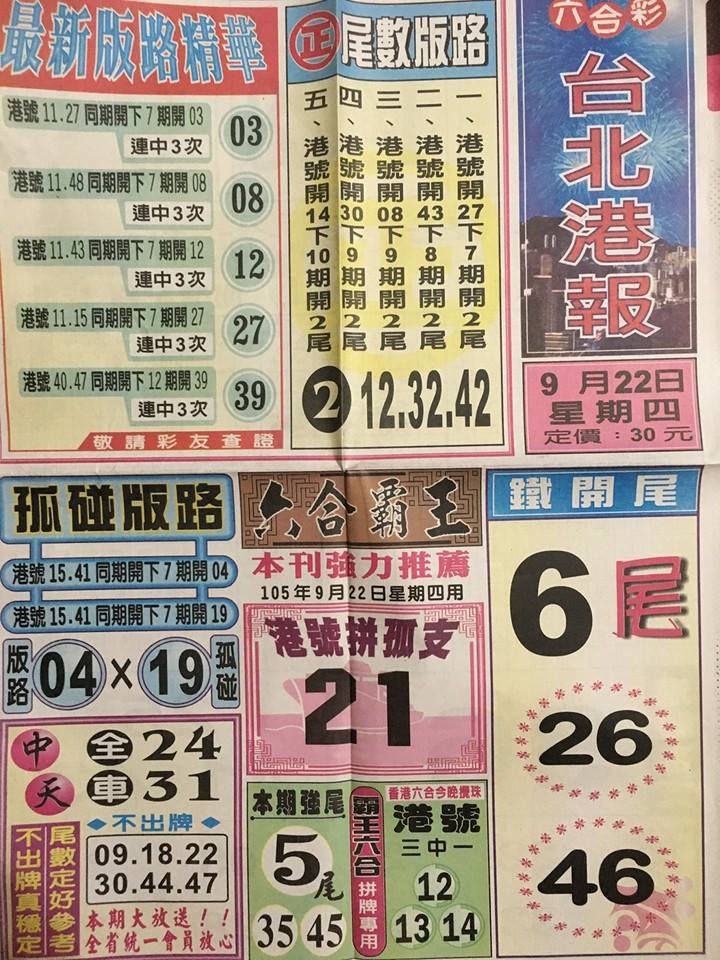 最新版路精華
港號11.27同期開下7期開03
連中3次
03
港號11.48同期開下7期開08
連中3次
08
港號11.43同期開下7期開12
連中3次
12
港號11.15同期開下7期開27
連中3次
27
港號40.47同期開下12期開39
連中3次
39
敬請彩友查證
正 尾數版路
一、港號開27下7期開2尾
二、港號開43下8期開2尾
三、港號開08下9期開2尾
四、港號開30下9期開2尾
五、港號開14下10期開2尾
2 12.32.42
六合彩
台北港報
9月22日
星期四
定價：30元
孤碰版路
港號15.41同期開下7期開04
港號15.41同期開下7期開19
版路 04×19 孤碰
中天
全車
24
31
不出牌
09.18.22
30.44.47
尾數定好參考
不出牌真穩定
本期大放送！！
全省統一會員放心
六合霸王
本刊強力推薦
105年9月22日星期四用
港號拼孤支
21
本期強尾
5尾
35 45
霸王六合
拼牌專用
香港六合今晚攪珠
港號
三中一
12
13 14
鐵開尾
6尾
26
46